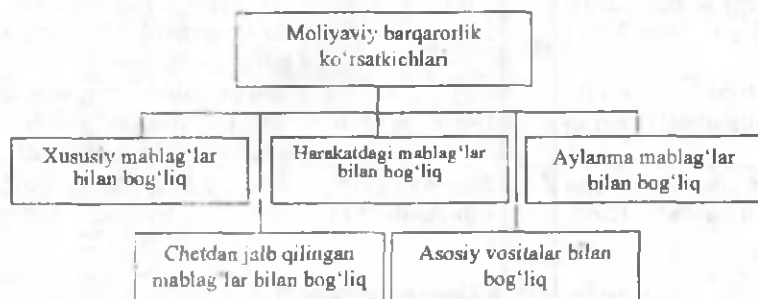 Moliyaviy barqarorlik
ko‘rsatkichlari
Xususiy mablag‘lar
bilan bog‘liq
Harakatdagi mablag‘lar
bilan bog‘liq
Aylanma mablag‘lar
bilan bog‘liq
Chetdan jalb qilingan
mablag‘lar bilan bog‘liq
Asosiy vositalar bilan
bog‘liq